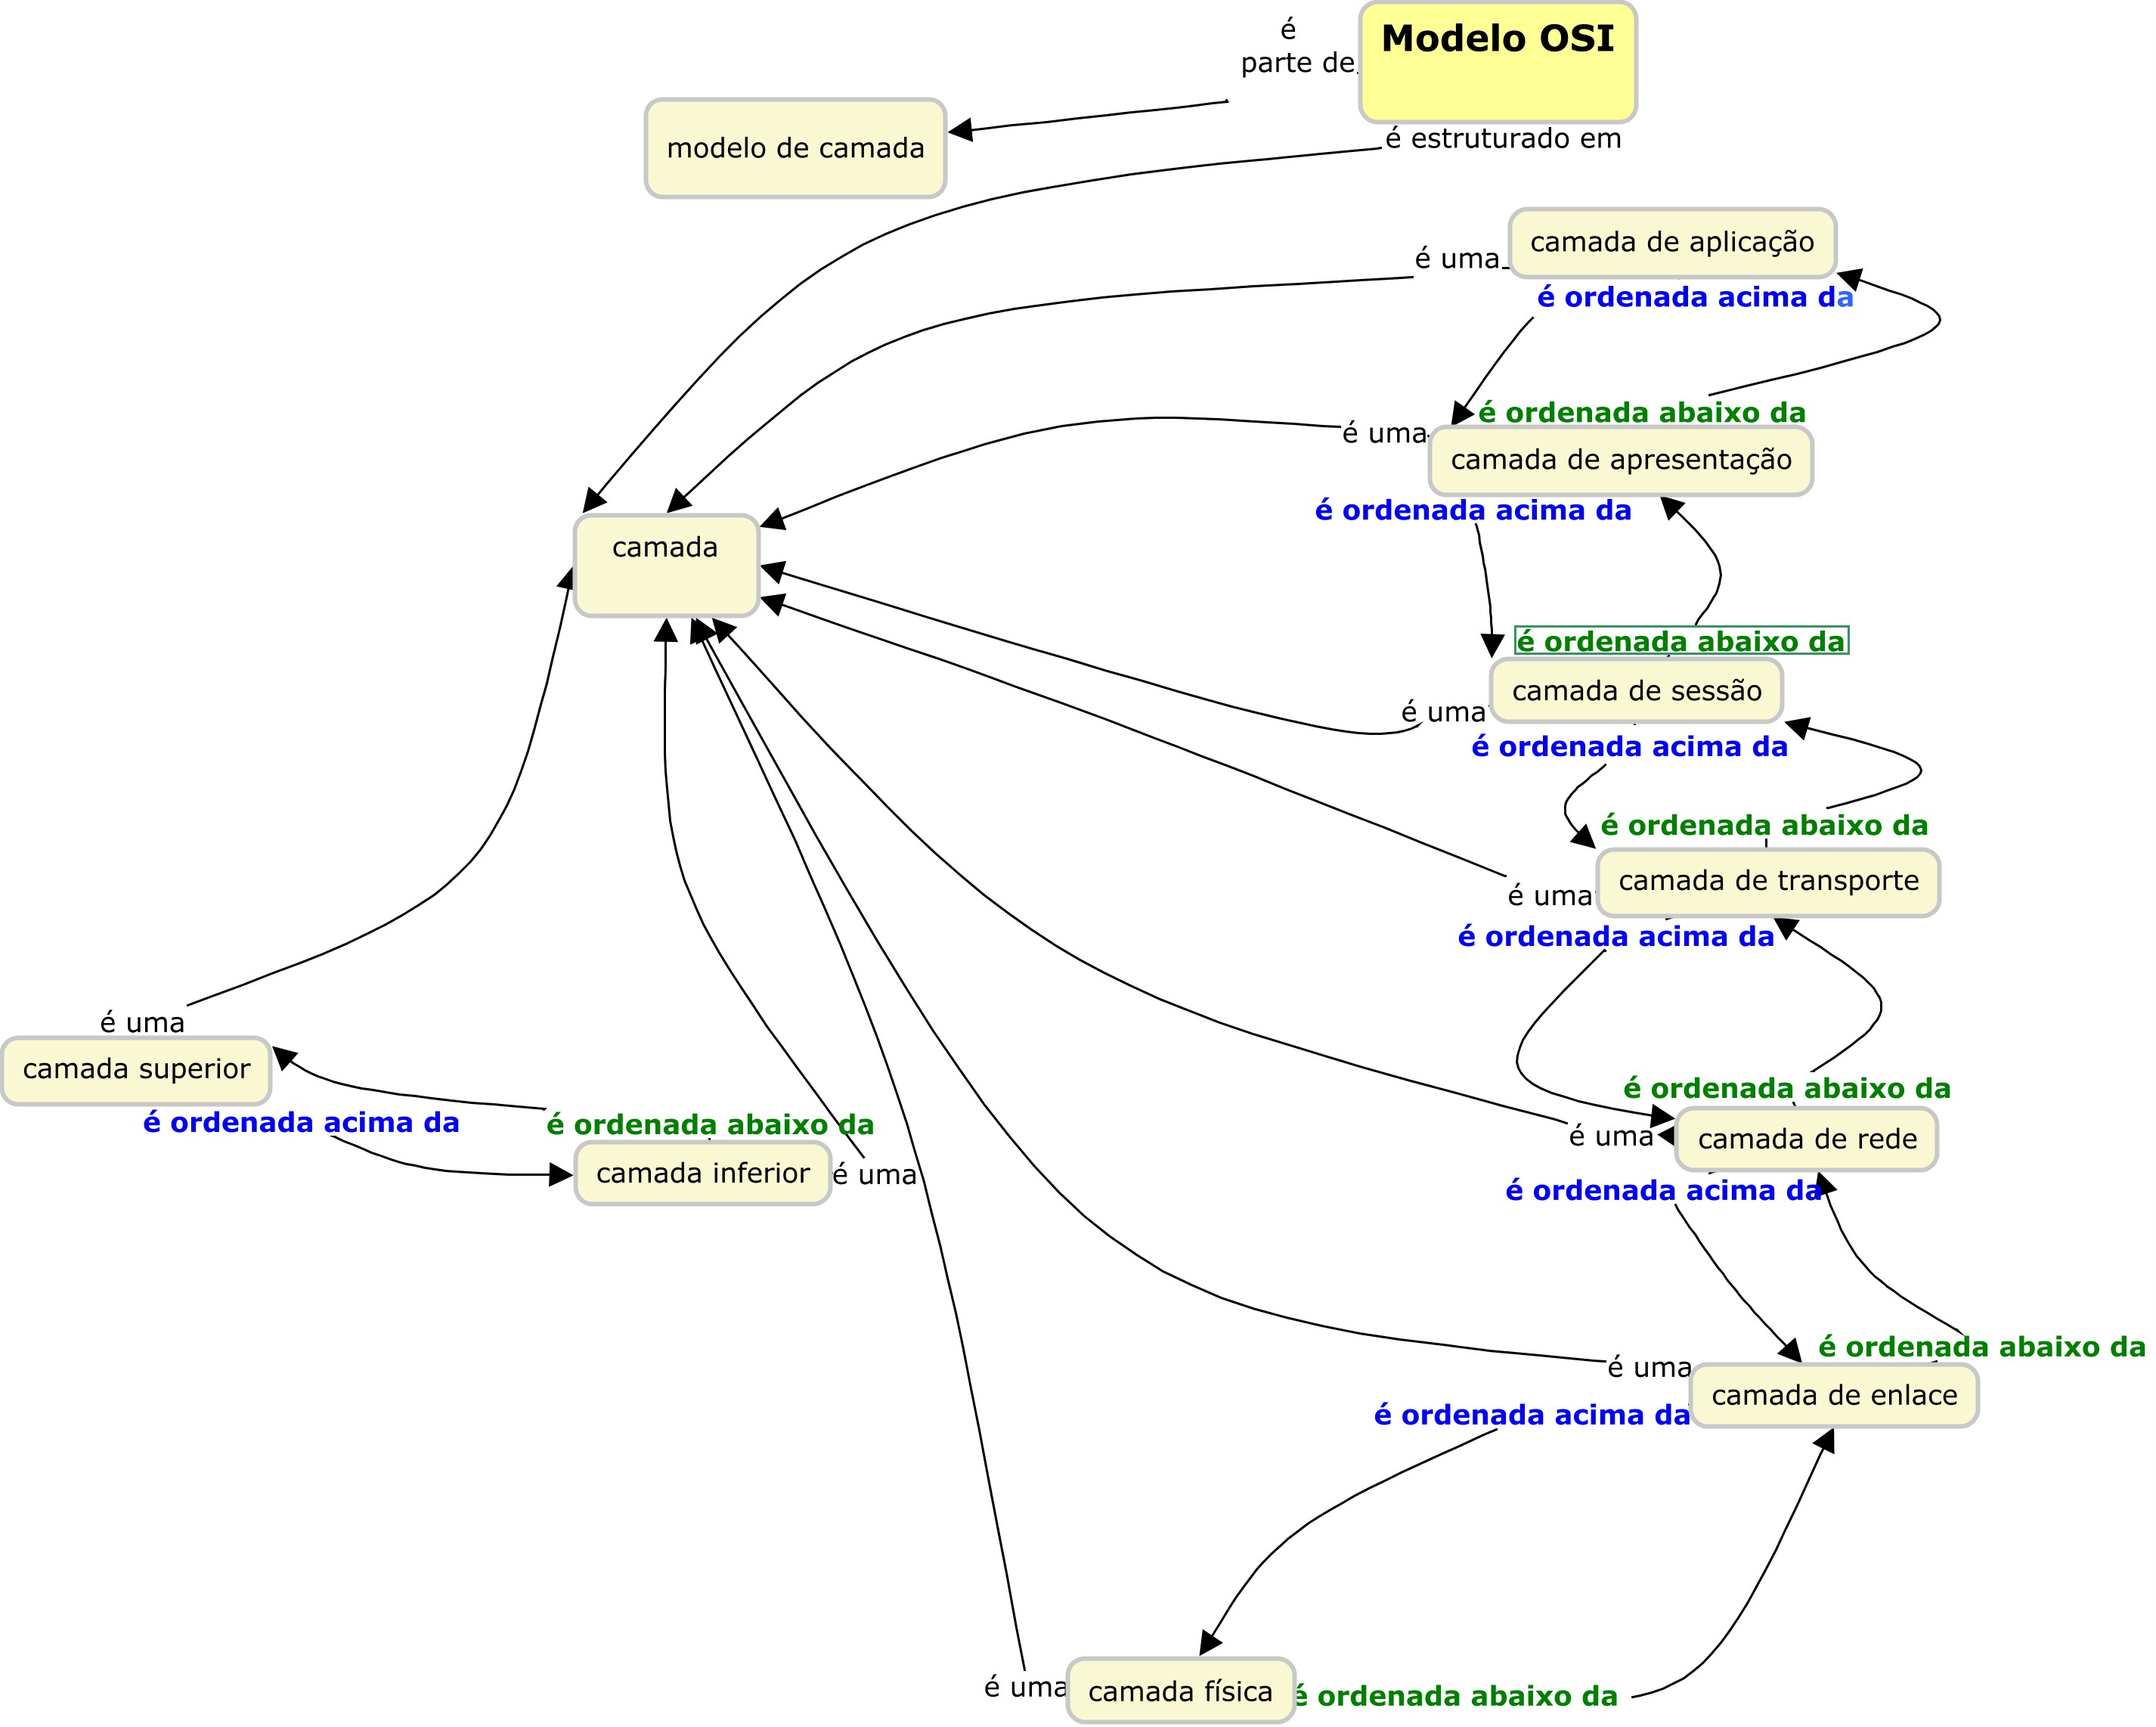 é
parte de
Modelo OSI
modelo de camada
é estruturado em
camada de aplicação
é uma
é ordenada acima da
é ordenada abaixo da
é uma
camada de apresentação
é ordenada acima da
camada
é ordenada abaixo da
camada de sessão
é uma
é ordenada acima da
é ordenada abaixo da
camada de transporte
é uma
é ordenada acima da
é uma
camada superior
é ordenada acima da
é ordenada abaixo da
camada inferior
é uma
é ordenada abaixo da
é uma
camada de rede
é ordenada acima da
é ordenada abaixo da
é uma
camada de enlace
é ordenada acima da
é uma
camada física
é ordenada abaixo da